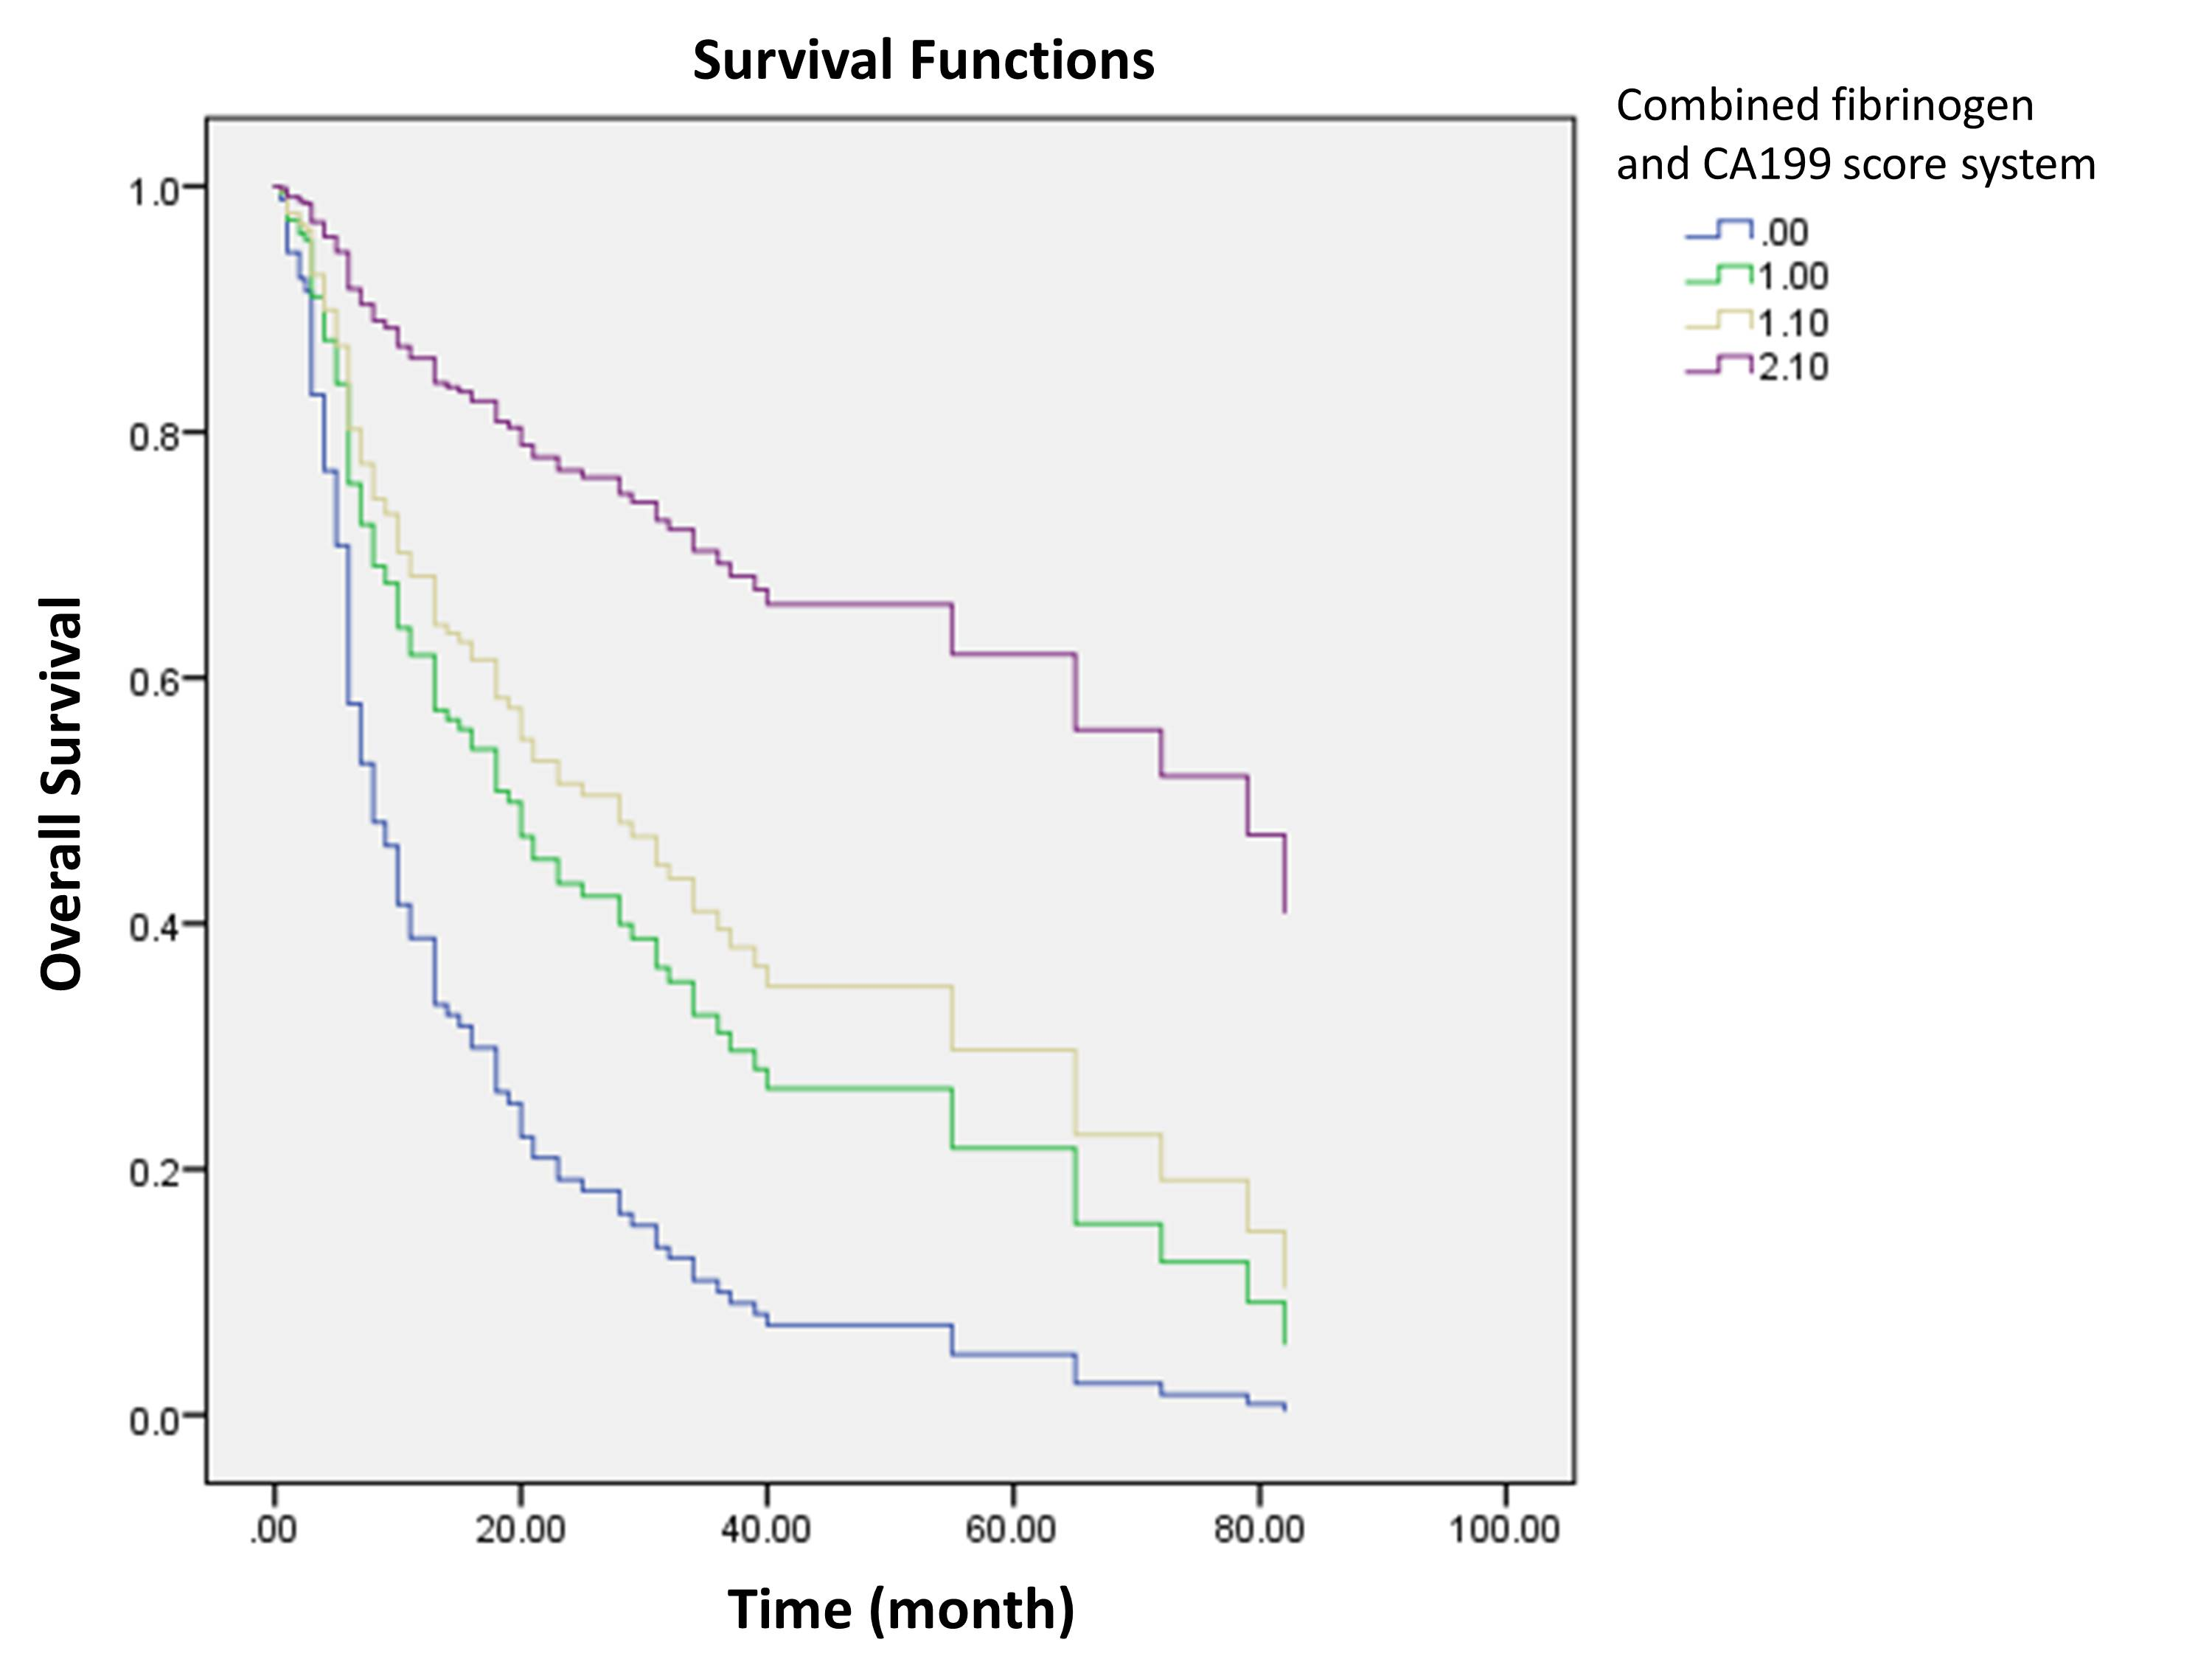 Survival Functions
Combined fibrinogen
and CA199 score system
.00
1.00
1.10
2.10
Overall Survival
1.0
0.8
0.6
0.4
0.2
0.0
.00 20.00 40.00 60.00 80.00 100.00
Time (month)